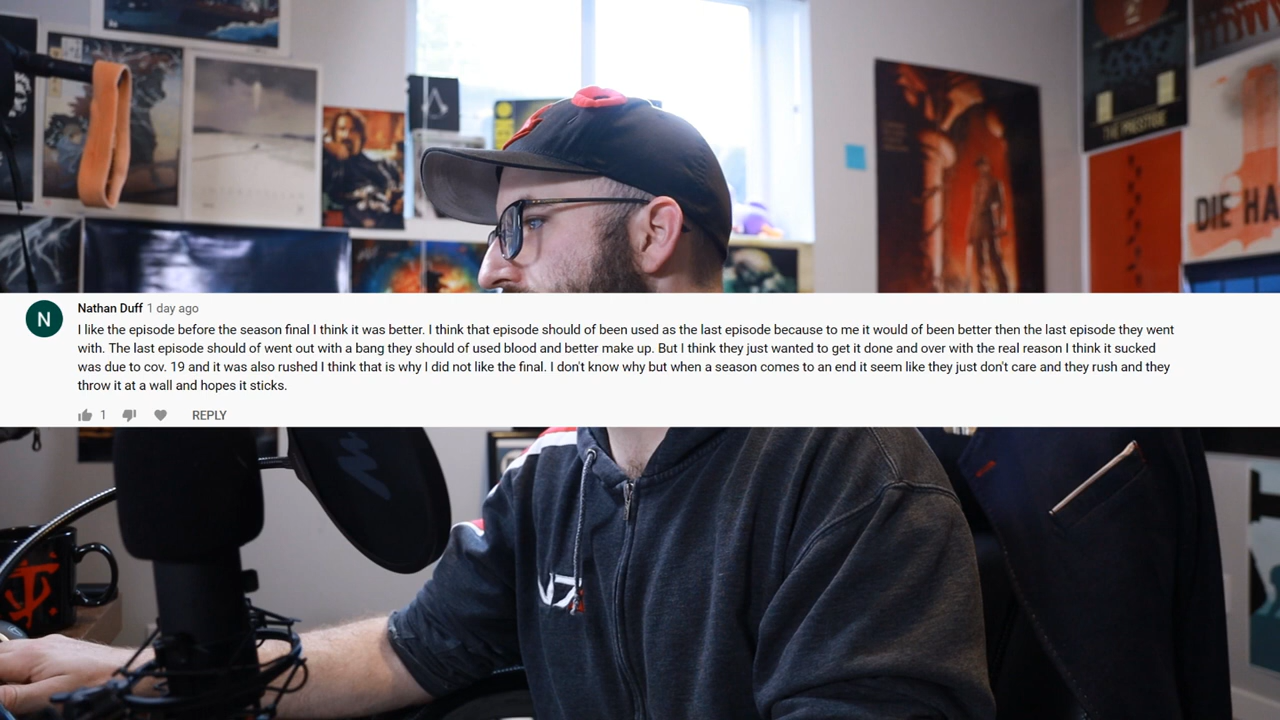 THE PRESTIGE
DIE HA
Nathan Duff 1 day ago
I like the episode before the season final I think it was better. I think that episode should of been used as the last episode because to me it would of been better then the last episode they went
with. The last episode should of went out with a bang they should of used blood and better make up. But I think they just wanted to get it done and over with the real reason I think it sucked
was due to cov. 19 and it was also rushed I think that is why I did not like the final. I don't know why but when a season comes to an end it seem like they just don't care and they rush and they
throw it at a wall and hopes it sticks.
1 REPLY
N
N7